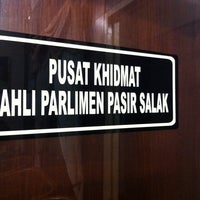 PUSAT KHIDMAT
AHLI PARLIMEN PASIR SALAK